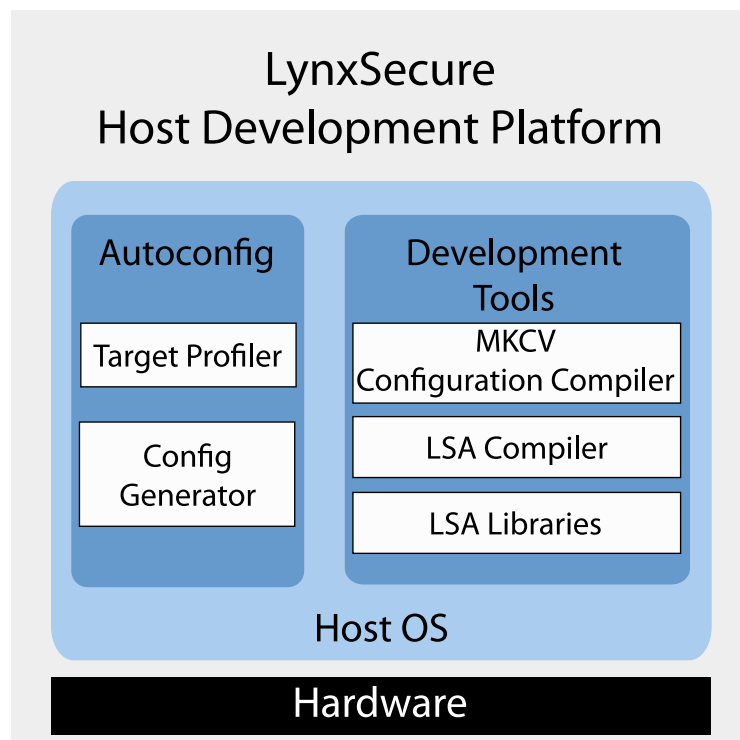 LynxSecure
Host Development Platform
Autoconfig
Target Profiler
Config
Generator
Development
Tools
MKCV
Configuration Compiler
LSA Compiler
LSA Libraries
Host OS
Hardware